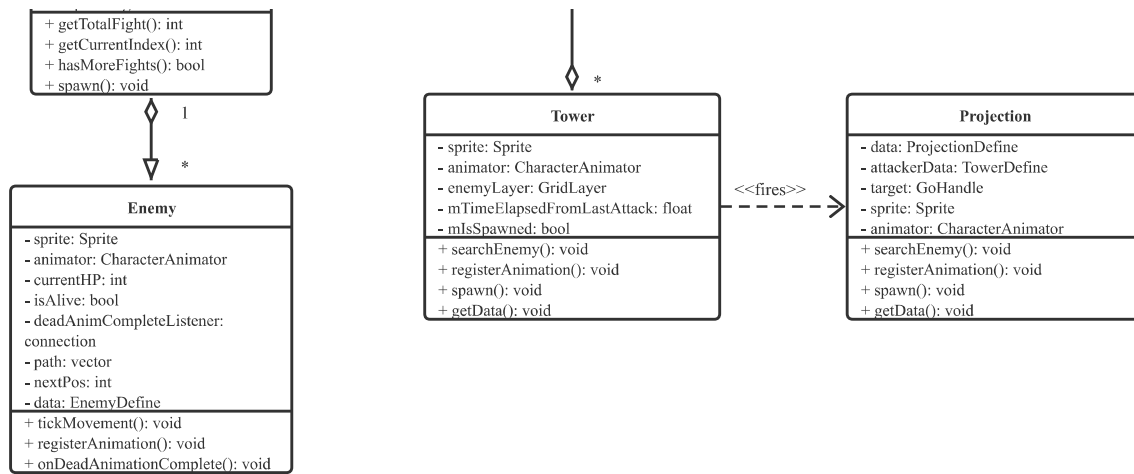 + getTotalFight(): int
+ getCurrentIndex(): int
+ hasMoreFights(): bool
+ spawn(): void
1
*
Enemy
- sprite: Sprite
- animator: CharacterAnimator
- currentHP: int
- isAlive: bool
- deadAnimCompleteListener:
connection
- path: vector
- nextPos: int
- data: EnemyDefine
+ tickMovement(): void
+ registerAnimation(): void
+ onDeadAnimationComplete(): void
*
Tower
- sprite: Sprite
- animator: CharacterAnimator
- enemyLayer: GridLayer
- mTimeElapsedFromLastAttack: float
- mIsSpawned: bool
+ searchEnemy(): void
+ registerAnimation(): void
+ spawn(): void
+ getData(): void
<<fires>>
Projection
- data: ProjectionDefine
- attackerData: TowerDefine
- target: GoHandle
- sprite: Sprite
- animator: CharacterAnimator
+ searchEnemy(): void
+ registerAnimation(): void
+ spawn(): void
+ getData(): void